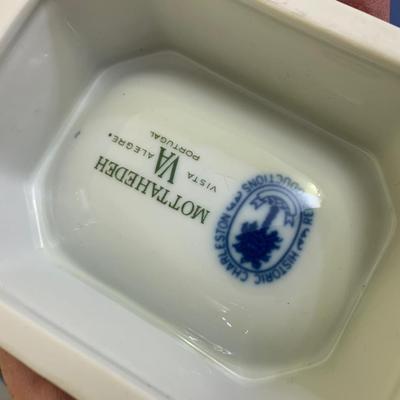 MOTTAHEDEH
VISTA VA ALEGRE®
PORTUGAL
HISTORIC CHARLESTON REPRODUCTIONS